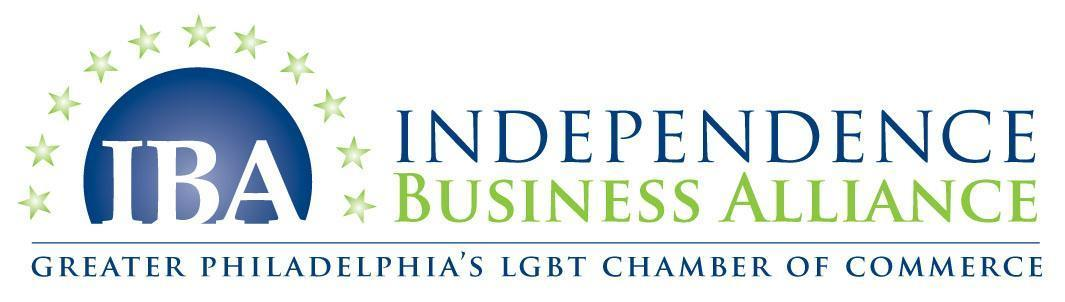 IBA
INDEPENDENCE
BUSINESS ALLIANCE
GREATER PHILADELPHIA'S LGBT CHAMBER OF COMMERCE